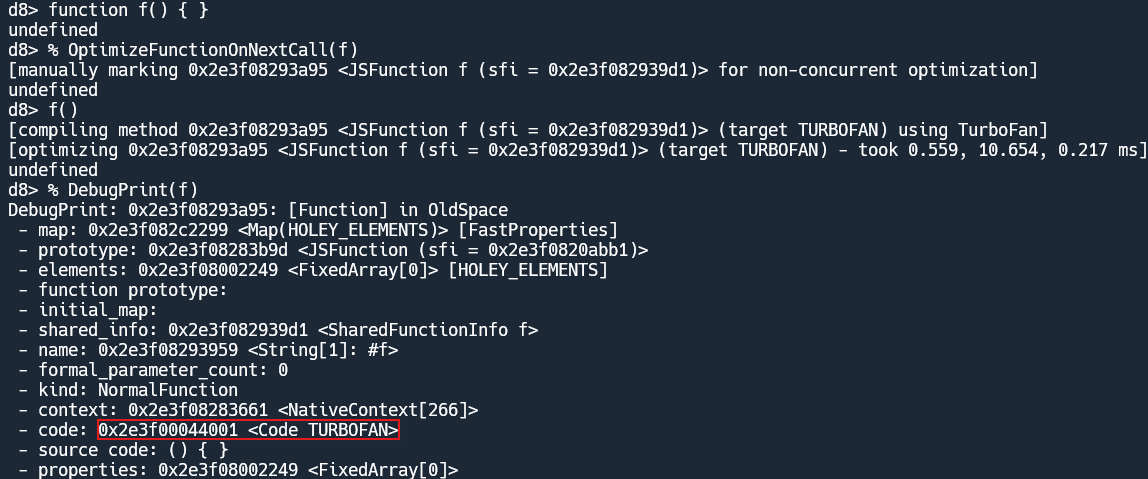 d8> function f() { }
undefined
d8> % OptimizeFunctionOnNextCall(f)
[manually marking 0x2e3f08293a95 <JSFunction f (sfi = 0x2e3f082939d1)> for non-concurrent optimization]
undefined
d8> f()
[compiling method 0x2e3f08293a95 <JSFunction f (sfi = 0x2e3f082939d1)> (target TURBOFAN) using TurboFan]
[optimizing 0x2e3f08293a95 <JSFunction f (sfi = 0x2e3f082939d1)> (target TURBOFAN) - took 0.559, 10.654, 0.217 ms]
undefined
d8> % DebugPrint(f)
DebugPrint: 0x2e3f08293a95: [Function] in OldSpace
- map: 0x2e3f082c2299 <Map(HOLEY_ELEMENTS)> [FastProperties]
- prototype: 0x2e3f08283b9d <JSFunction (sfi = 0x2e3f0820abb1)>
- elements: 0x2e3f08002249 <FixedArray[0]> [HOLEY_ELEMENTS]
- function prototype:
- initial_map:
- shared_info: 0x2e3f082939d1 <SharedFunctionInfo f>
- name: 0x2e3f08293959 <String[1]: #f>
- formal_parameter_count: 0
- kind: NormalFunction
- context: 0x2e3f08283661 <NativeContext[266]>
- code: 0x2e3f00044001 <Code TURBOFAN>
- source code: () { }
- properties: 0x2e3f08002249 <FixedArray[0]>